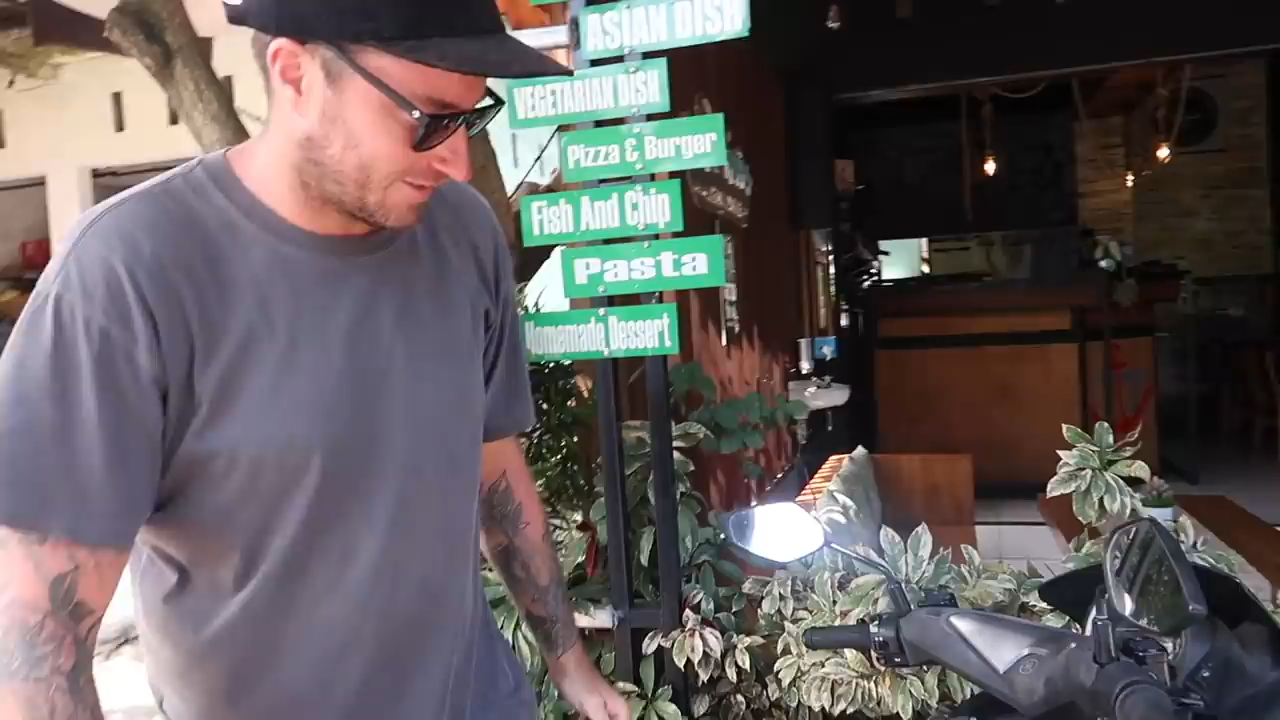 ASIAN DISH
VEGETARIAN DISH
Pizza & Burger
Fish And Chip
Pasta
Homemade Dessert